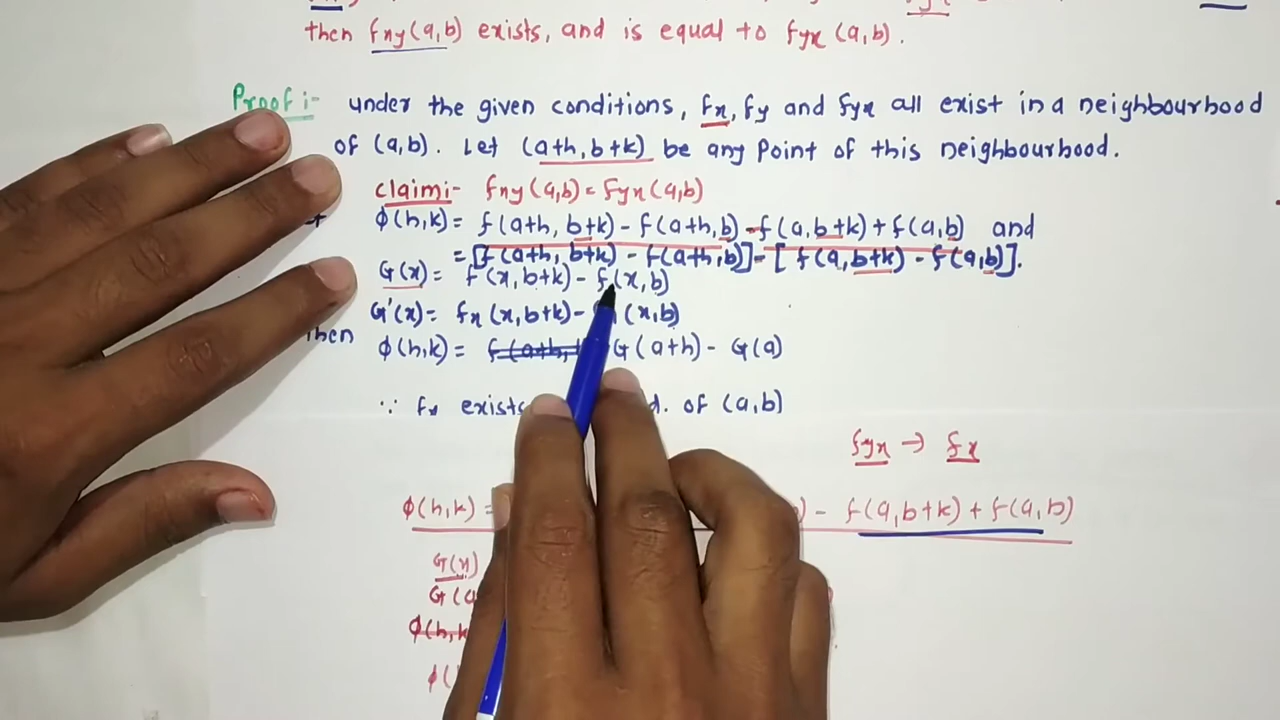 then fxy(a,b) exists, and is equal to fyx (a,b).
Proof :- under the given conditions, fx, fy and fyx all exist in a neighbourhood
of (a,b). Let (a+h, b+k) be any Point of this neighbourhood.
claim:- fxy (a,b) = fyx(a,b)
ϕ(h,k) = f(a+h, b+k) - f(a+h,b) - f(a,b+k) + f(a,b) and
= [f(a+h, b+k) - f(a+h,b)] - [f(a,b+k) - f(a,b)].
G(x) = f(x,b+k) - f(x,b)
G'(x) = fx (x,b+k) - (x,b)
then ϕ(h,k) = G(a+h) - G(a)
∵ fx exists d. of (a,b)
fyx → fx
ϕ(h,k) = ) - f(a,b+k) + f(a,b)
G(x)
G(a
ϕ(h,k
ϕ(